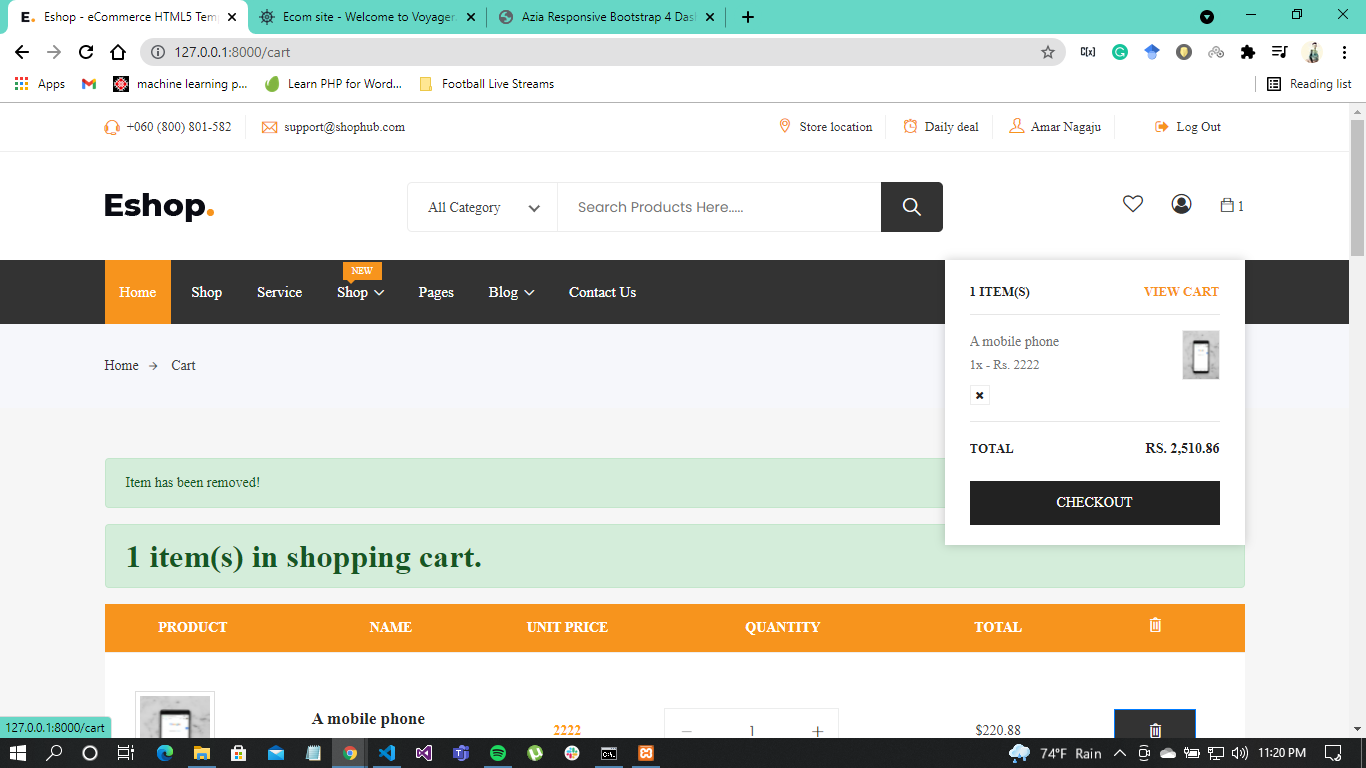 E. Eshop - eCommerce HTML5 Tem
Ecom site - Welcome to Voyager.
Azia Responsive Bootstrap 4 Das
127.0.0.1:8000/cart
Apps
machine learning p...
Learn PHP for Word...
Football Live Streams
Reading list
+060 (800) 801-582
support@shophub.com
Store location
Daily deal
Amar Nagaju
Log Out
Eshop.
All Category
Search Products Here.....
1
NEW
Home
Shop
Service
Shop
Pages
Blog
Contact Us
1 ITEM(S)
VIEW CART
A mobile phone
1x - Rs. 2222
TOTAL
RS. 2,510.86
CHECKOUT
Home
Cart
Item has been removed!
1 item(s) in shopping cart.
PRODUCT
NAME
UNIT PRICE
QUANTITY
TOTAL
A mobile phone
2222
1
$220.88
127.0.0.1:8000/cart
74°F Rain
11:20 PM